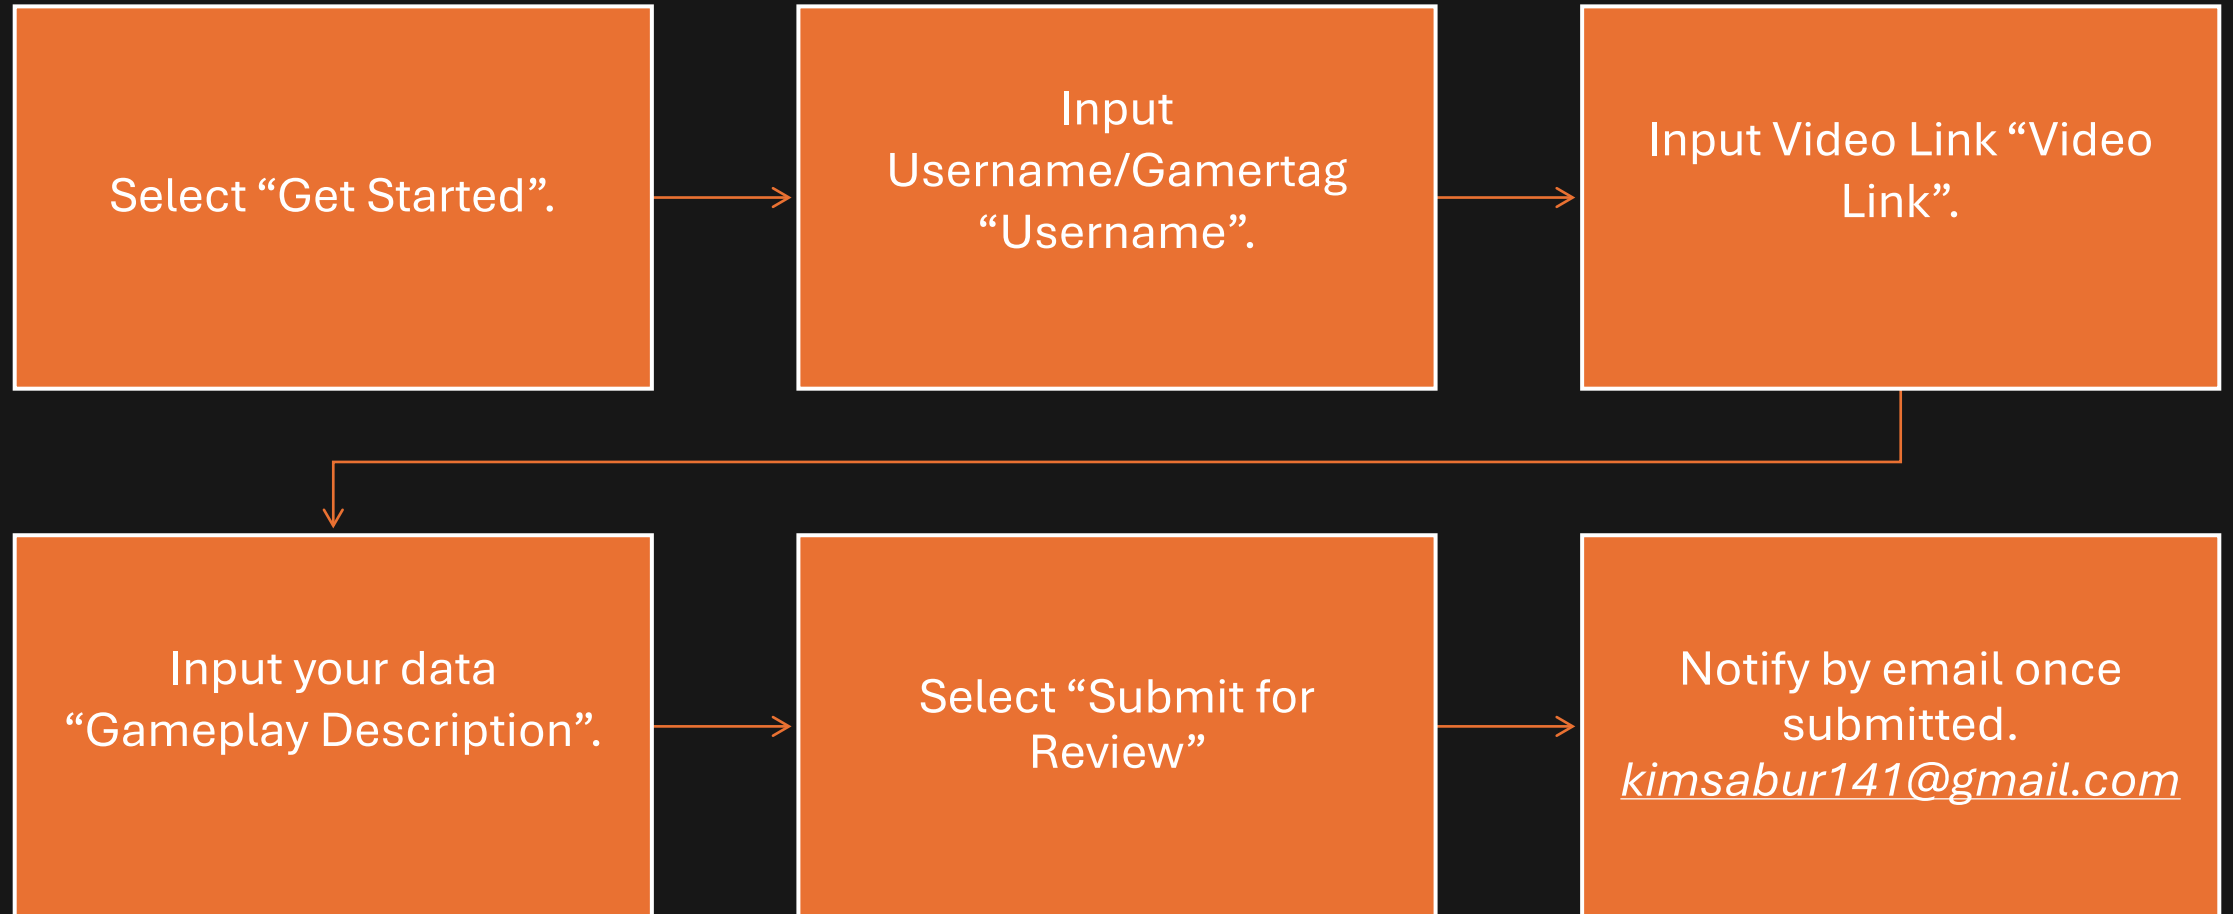 Select “Get Started”.
Input
Username/Gamertag
“Username”.
Input Video Link “Video
Link”.
Input your data
“Gameplay Description”.
Select “Submit for
Review”
Notify by email once
submitted.
kimsabur141@gmail.com